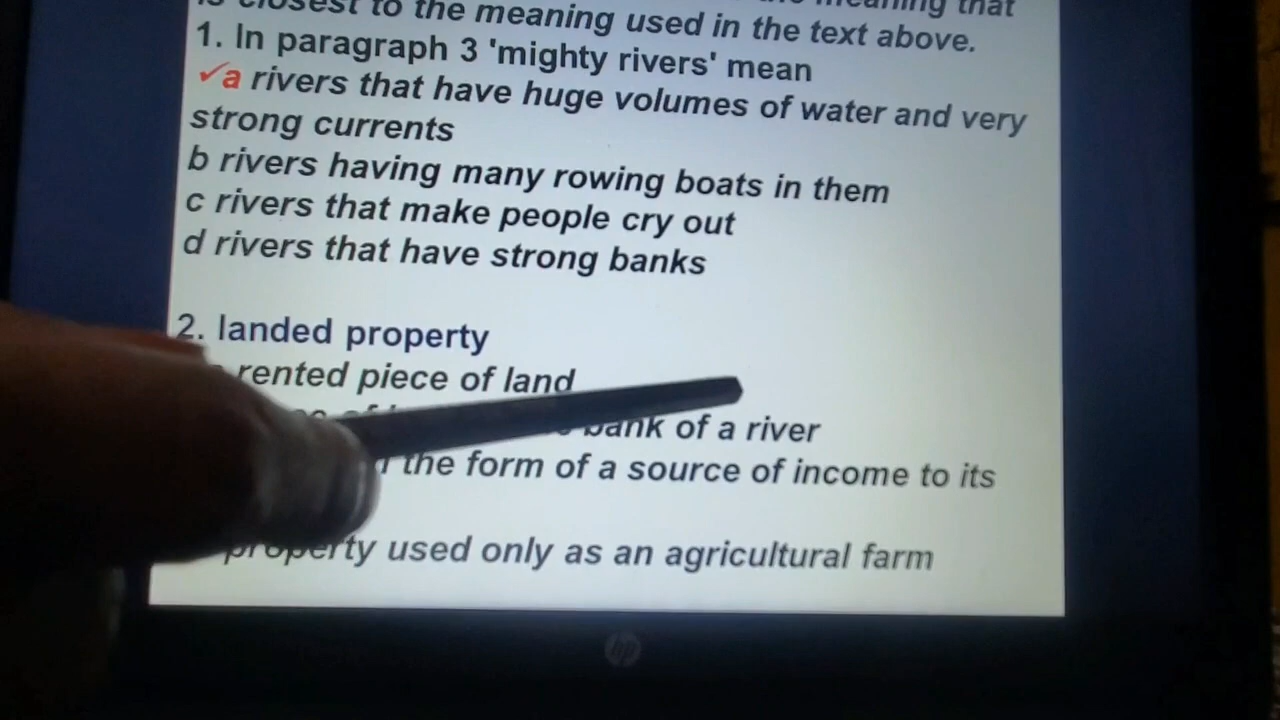 closest to the meaning used in the text above.
1. In paragraph 3 'mighty rivers' mean
✓a rivers that have huge volumes of water and very
strong currents
b rivers having many rowing boats in them
c rivers that make people cry out
d rivers that have strong banks
2. landed property
rented piece of land
bank of a river
the form of a source of income to its
property used only as an agricultural farm
hp